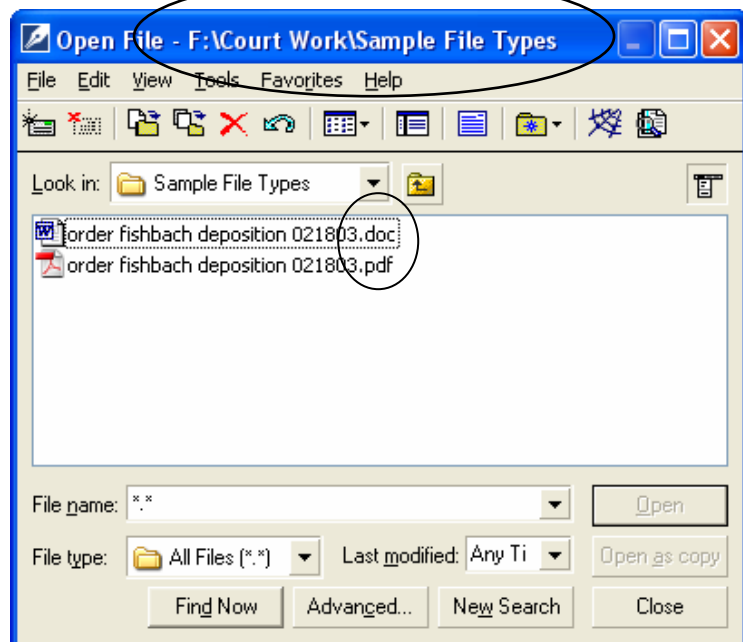 Open File - F:\Court Work\Sample File Types
File Edit View Tools Favorites Help
Look in: Sample File Types
order fishbach deposition 021803.doc
order fishbach deposition 021803.pdf
File name: *.* Open
File type: All Files (*.*) Last modified: Any Ti Open as copy
Find Now Advanced... New Search Close